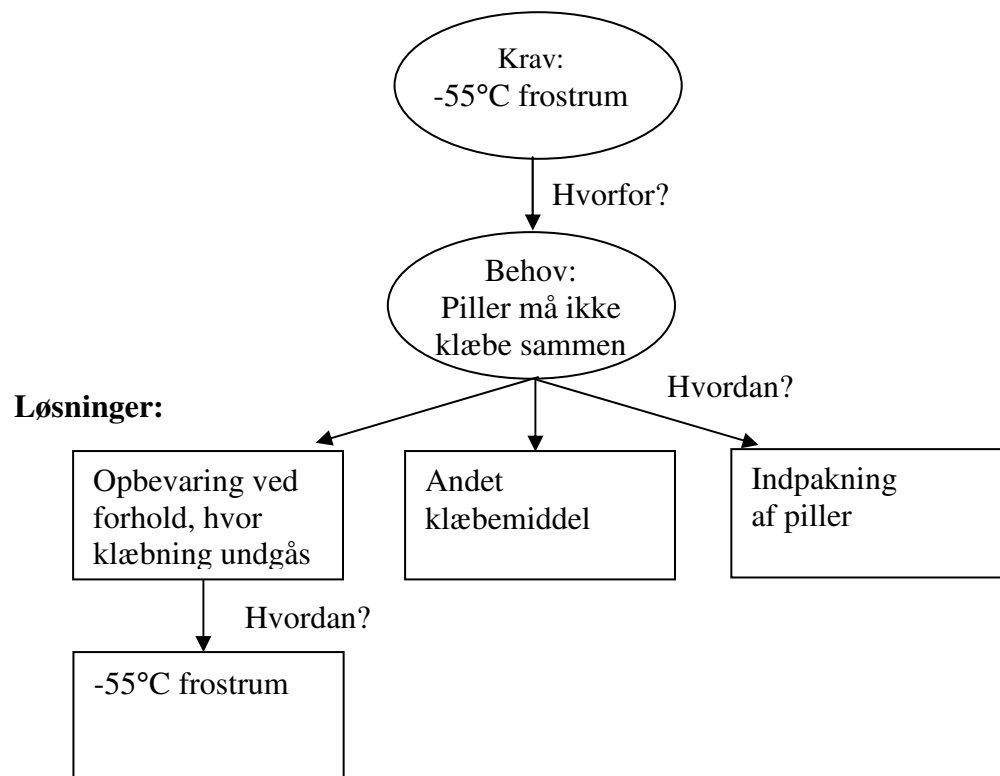 Krav:
-55°C frostrum
Hvorfor?
Behov:
Piller må ikke
klæbe sammen
Hvordan?
Løsninger:
Opbevaring ved
forhold, hvor
klæbning undgås
Andet
klæbemiddel
Indpakning
af piller
Hvordan?
-55°C frostrum